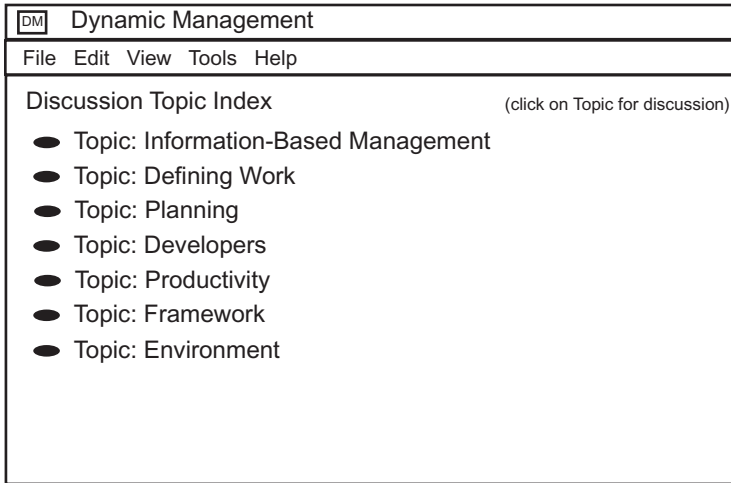 DM Dynamic Management
File Edit View Tools Help
Discussion Topic Index (click on Topic for discussion)
Topic: Information-Based Management
Topic: Defining Work
Topic: Planning
Topic: Developers
Topic: Productivity
Topic: Framework
Topic: Environment